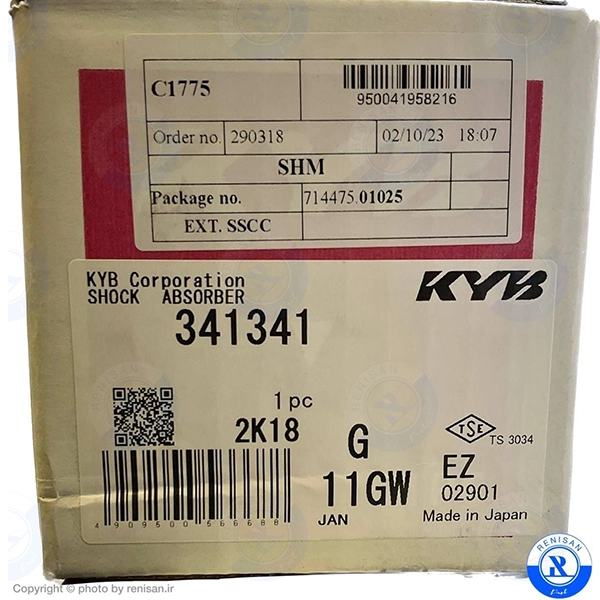 C1775
950041958216
Order no. 290318 02/10/23 18:07
SHM
Package no. 714475.01025
EXT. SSCC
KYB Corporation
SHOCK ABSORBER
KYB
341341
1 pc
2K18
G
11GW
JAN
TSE
TS 3034
EZ
02901
Made in Japan
4909500566688
RENISAN
Copyright © photo by renisan.ir